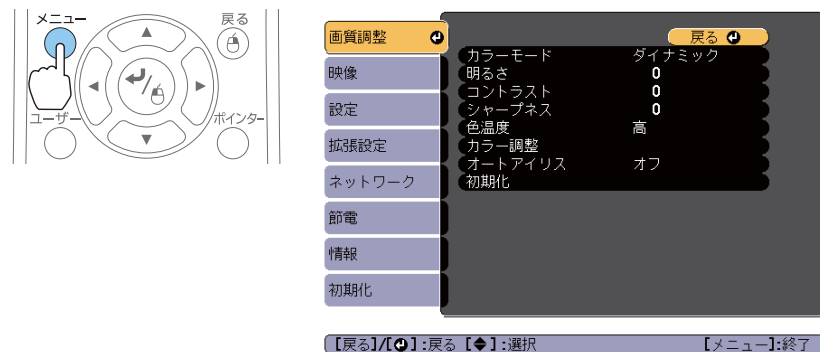 メニュー
戻る
ユーザー
ポインター
画質調整
映像
設定
拡張設定
ネットワーク
節電
情報
初期化
戻る
カラーモード ダイナミック
明るさ 0
コントラスト 0
シャープネス 0
色温度 高
カラー調整
オートアイリス オフ
初期化
【戻る】/【】:戻る 【】:選択 【メニュー】:終了